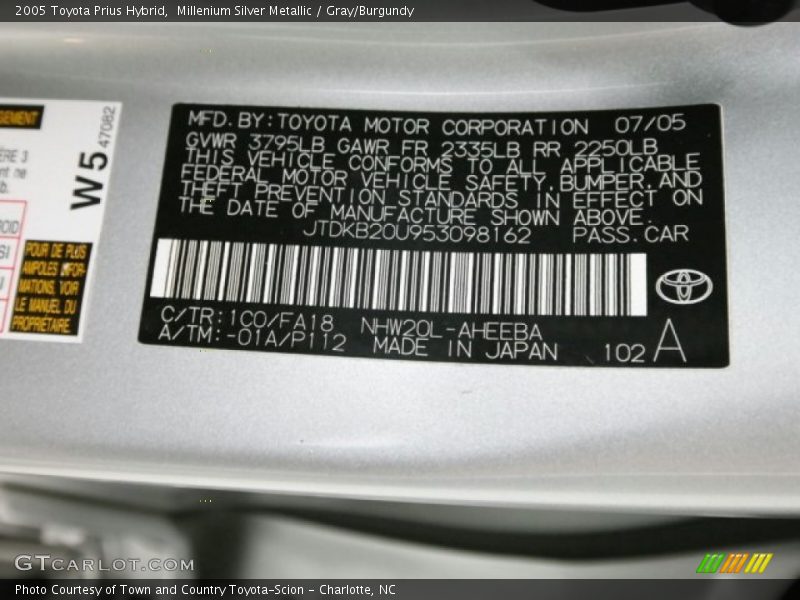 2005 Toyota Prius Hybrid,  Millenium Silver Metallic / Gray/Burgundy
W5 47082
POUR DE PLUS
MATIONS, VOIR
LE MANUEL DU
PROPRIÉTAIRE.
MFD. BY: TOYOTA MOTOR CORPORATION 07/05
GVWR 3795LB GAWR FR 2335LB RR 2250LB
THIS VEHICLE CONFORMS TO ALL APPLICABLE
FEDERAL MOTOR VEHICLE SAFETY, BUMPER, AND
THEFT PREVENTION STANDARDS IN EFFECT ON
THE DATE OF MANUFACTURE SHOWN ABOVE.
JTDKB20U953098162 PASS. CAR
C/TR: 1C0/FA18 NHW20L-AHEEBA
A/TM: -01A/P112 MADE IN JAPAN 102 A
GTCARLOT.COM
Photo Courtesy of Town and Country Toyota-Scion - Charlotte, NC